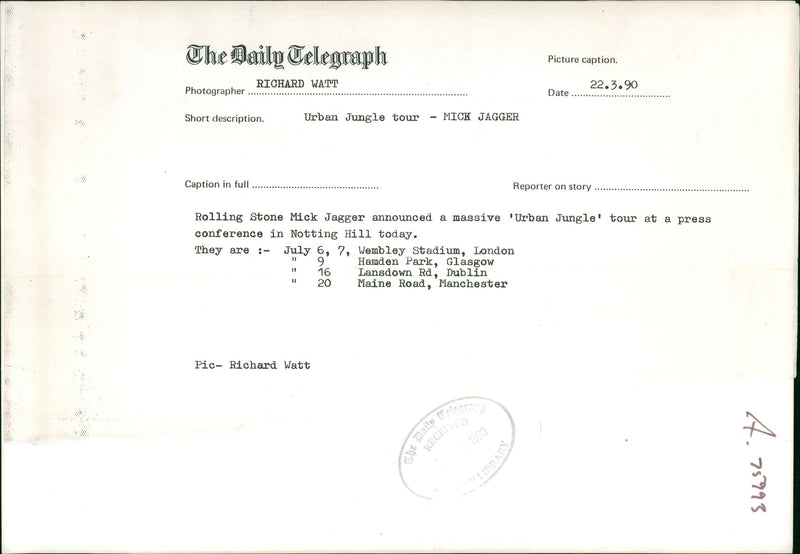 The Daily Telegraph
Picture caption.
Photographer RICHARD WATT
Date 22.3.90
Short description. Urban Jungle tour - MICK JAGGER
Caption in full
Reporter on story
Rolling Stone Mick Jagger announced a massive 'Urban Jungle' tour at a press
conference in Notting Hill today.
They are :- July 6, 7, Wembley Stadium, London
" 9 Hamden Park, Glasgow
" 16 Lansdown Rd, Dublin
" 20 Maine Road, Manchester
Pic- Richard Watt
The Daily Telegraph
RECEIVED
1990
LIBRARY
A. 75993